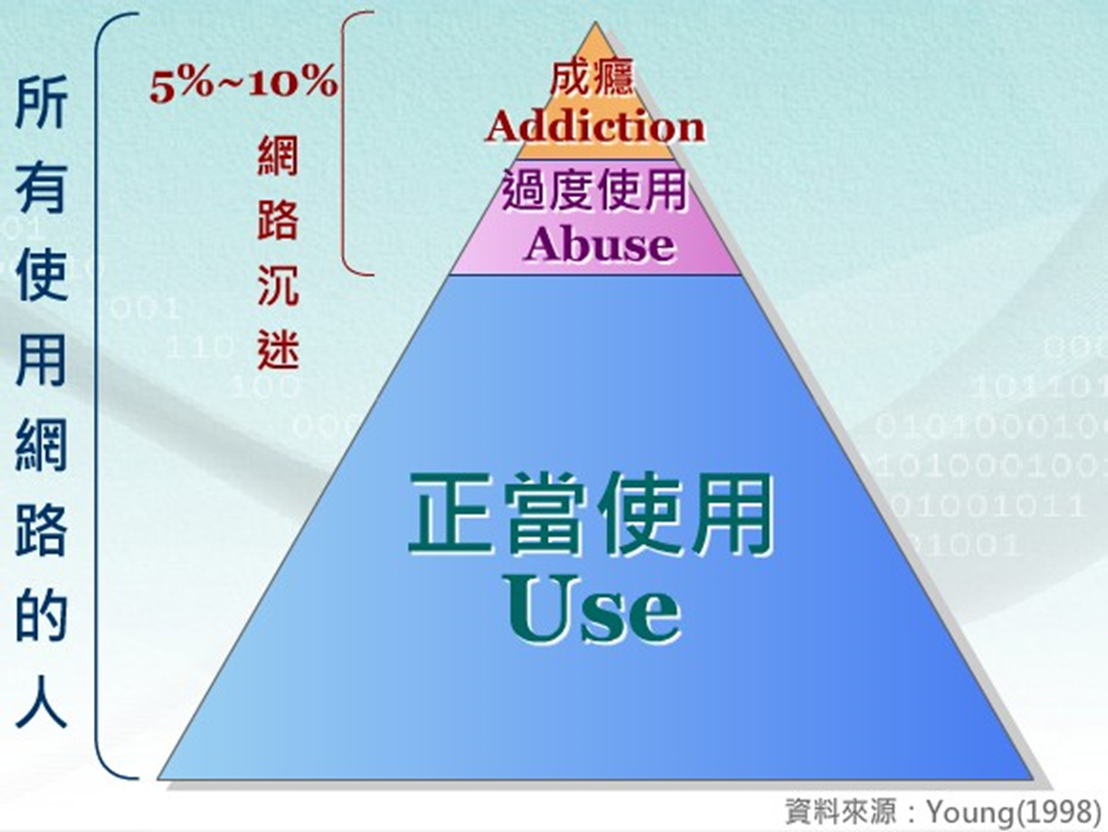 所有使用網路的人
5%~10%
網路沉迷
成癮
Addiction
過度使用
Abuse
正當使用
Use
資料來源：Young(1998)